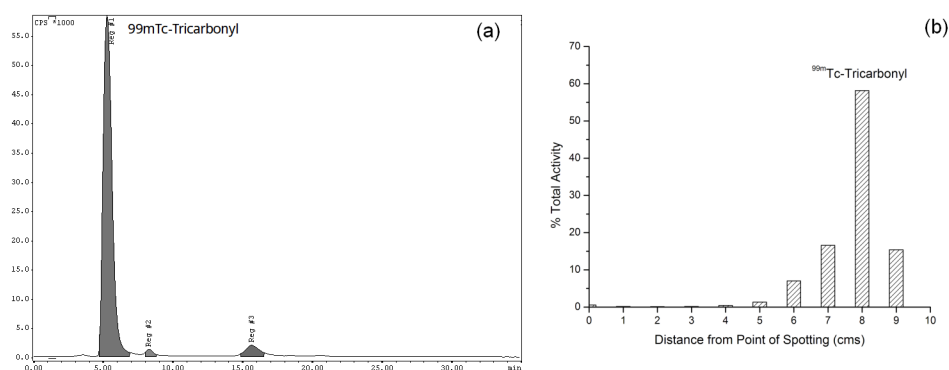 CPS *1000
99mTc-Tricarbonyl
(a)
Reg #1
55.0
50.0
45.0
40.0
35.0
30.0
25.0
20.0
15.0
10.0
5.0
0.0
Reg #2
Reg #3
0.00 5.00 10.00 15.00 20.00 25.00 30.00 min
(b)
99mTc-Tricarbonyl
% Total Activity
70
60
50
40
30
20
10
0
0 1 2 3 4 5 6 7 8 9 10
Distance from Point of Spotting (cms)